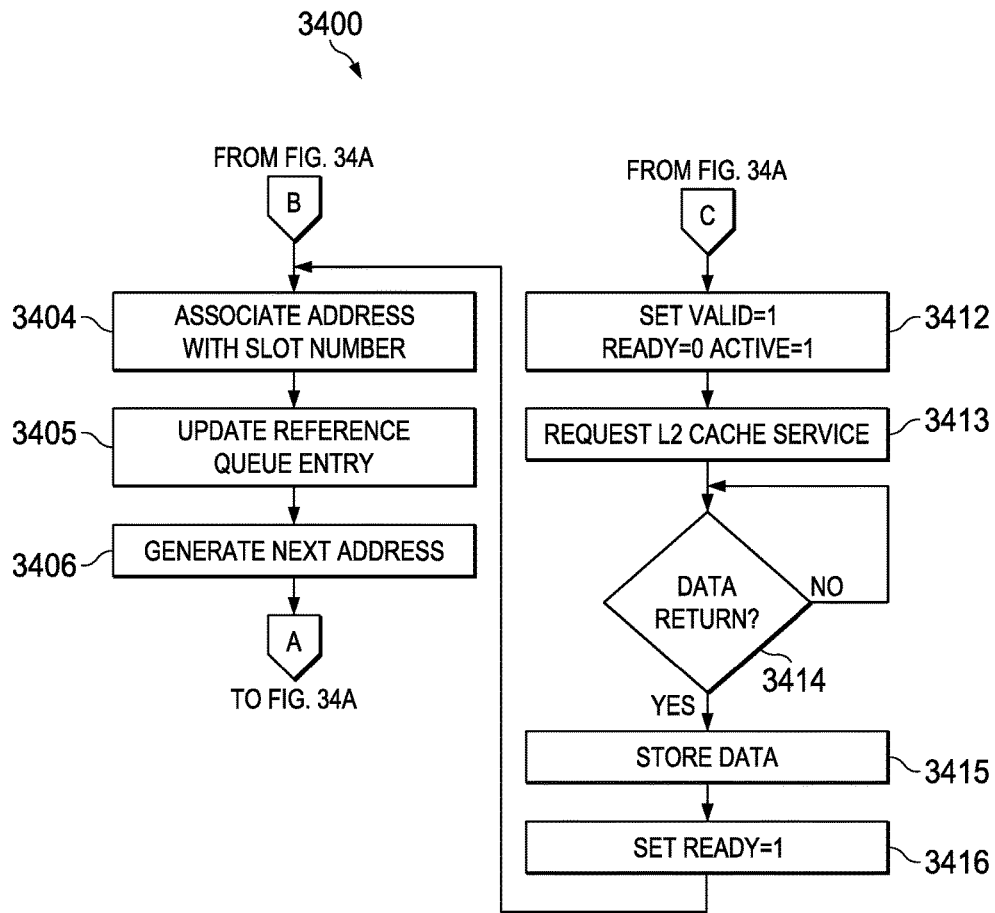 3400
FROM FIG. 34A
B
3404
ASSOCIATE ADDRESS
WITH SLOT NUMBER
3405
UPDATE REFERENCE
QUEUE ENTRY
3406
GENERATE NEXT ADDRESS
A
TO FIG. 34A
FROM FIG. 34A
C
SET VALID=1
READY=0 ACTIVE=1
3412
REQUEST L2 CACHE SERVICE
3413
DATA
RETURN?
NO
3414
YES
STORE DATA
3415
SET READY=1
3416